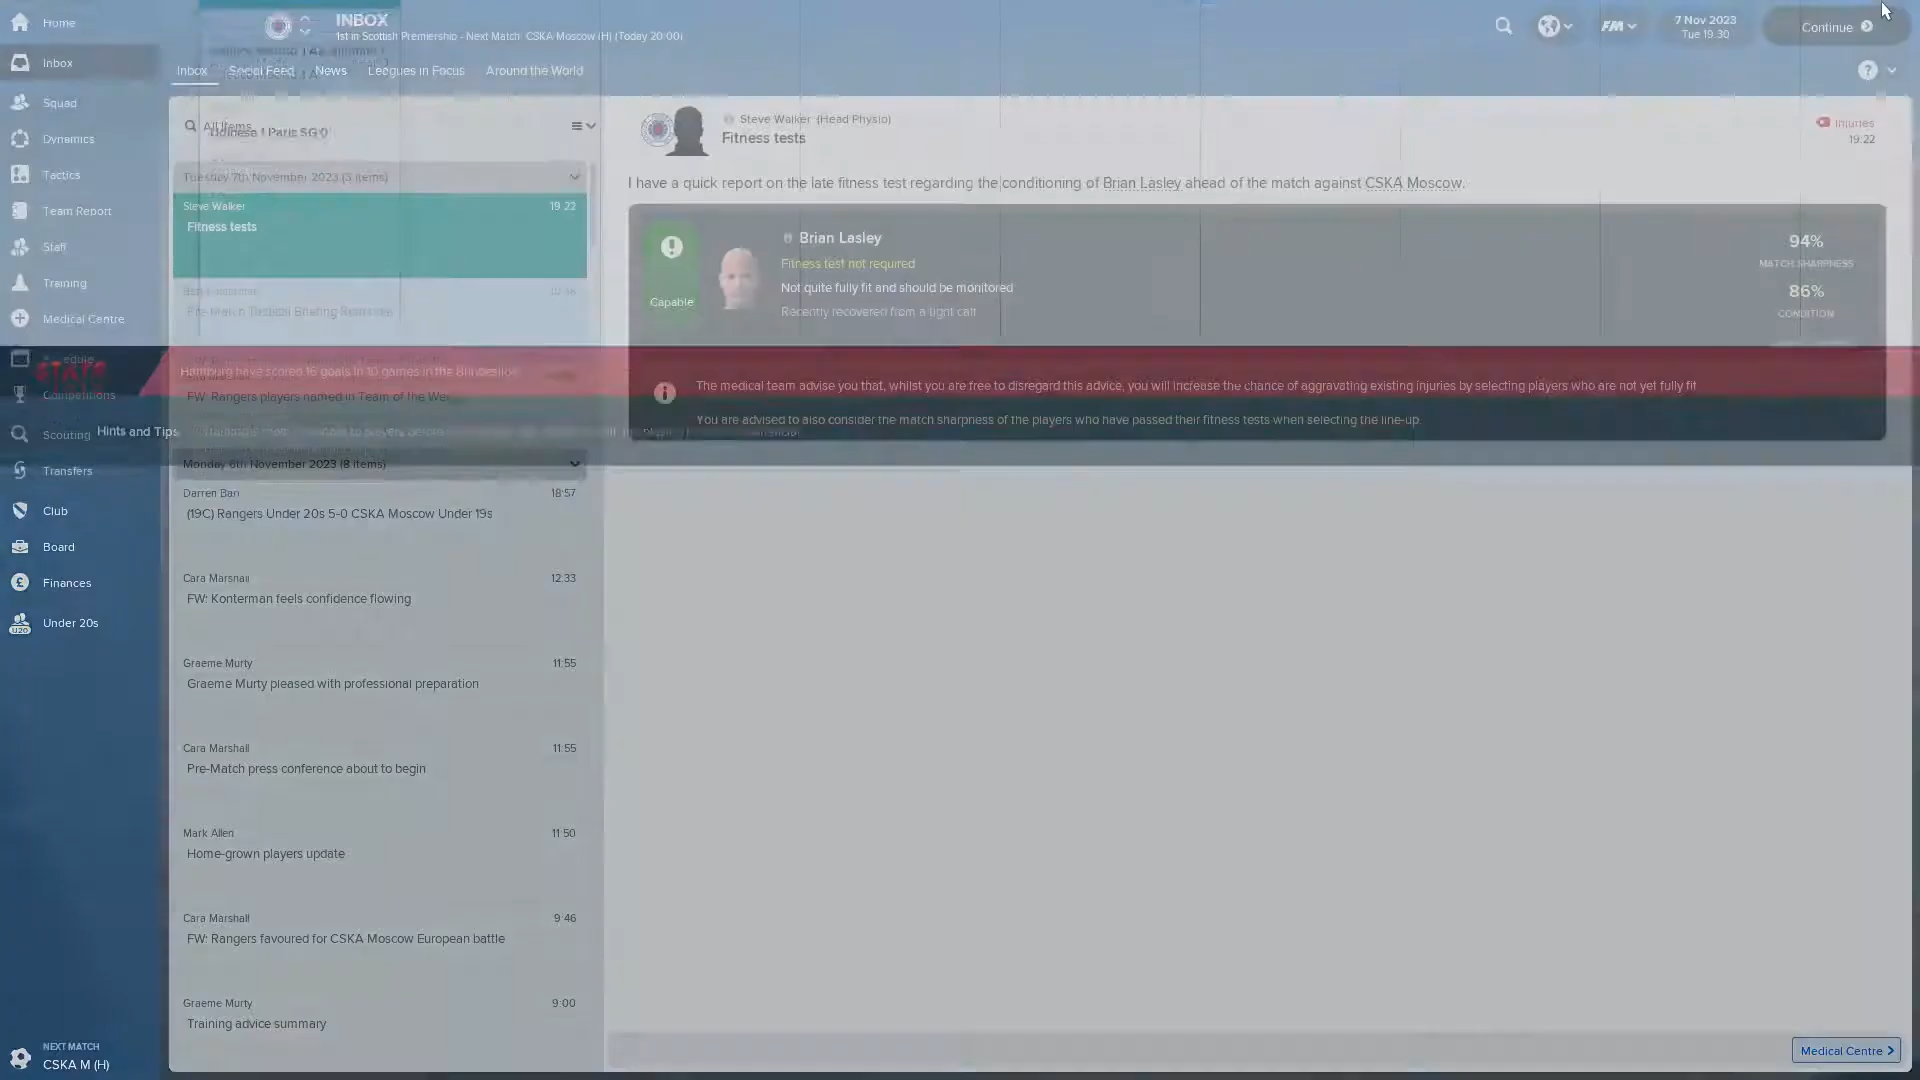 Home
Inbox
Squad
Dynamics
Tactics
Team Report
Staff
Training
Medical Centre
Competitions
Scouting
Transfers
Club
Board
Finances
Under 20s
U20
NEXT MATCH
CSKA M (H)
INBOX
1st in Scottish Premiership - Next Match: CSKA Moscow (H) (Today 20:00)
FM
7 Nov 2023
Tue 19:30
Continue
Inbox
Social Feed
News
Leagues in Focus
Around the World
All Items
Udinese 1 Paris SG 0
Tuesday 7th November 2023 (3 items)
Steve Walker 19:22
Fitness tests
Pre-Match Tactical Briefing Response
Hamburg have scored 16 goals in 10 games in the Bundesliga
FW: Rangers players named in Team of the
Hints and Tips
Monday 6th November 2023 (8 items)
Darren Barr 18:57
(19C) Rangers Under 20s 5-0 CSKA Moscow Under 19s
Cara Marshall 12:33
FW: Konterman feels confidence flowing
Graeme Murty 11:55
Graeme Murty pleased with professional preparation
Cara Marshall 11:55
Pre-Match press conference about to begin
Mark Allen 11:50
Home-grown players update
Cara Marshall 9:46
FW: Rangers favoured for CSKA Moscow European battle
Graeme Murty 9:00
Training advice summary
Steve Walker (Head Physio)
Fitness tests
Injuries
19:22
I have a quick report on the late fitness test regarding the conditioning of Brian Lasley ahead of the match against CSKA Moscow.
Capable
Brian Lasley
Fitness test not required
Not quite fully fit and should be monitored
Recently recovered from a tight calf
94%
MATCH SHARPNESS
86%
CONDITION
The medical team advise you that, whilst you are free to disregard this advice, you will increase the chance of aggravating existing injuries by selecting players who are not yet fully fit
You are advised to also consider the match sharpness of the players who have passed their fitness tests when selecting the line-up.
Medical Centre